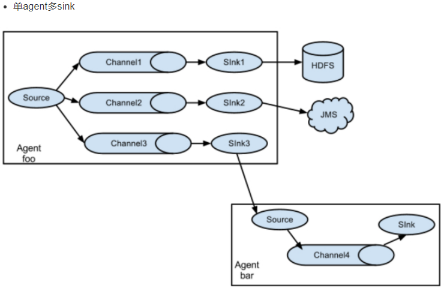 单agent多sink
Channel1
SInk1
HDFS
Source
Channel2
SInk2
JMS
Channel3
SInk3
Agent
foo
Source
SInk
Channel4
Agent
bar